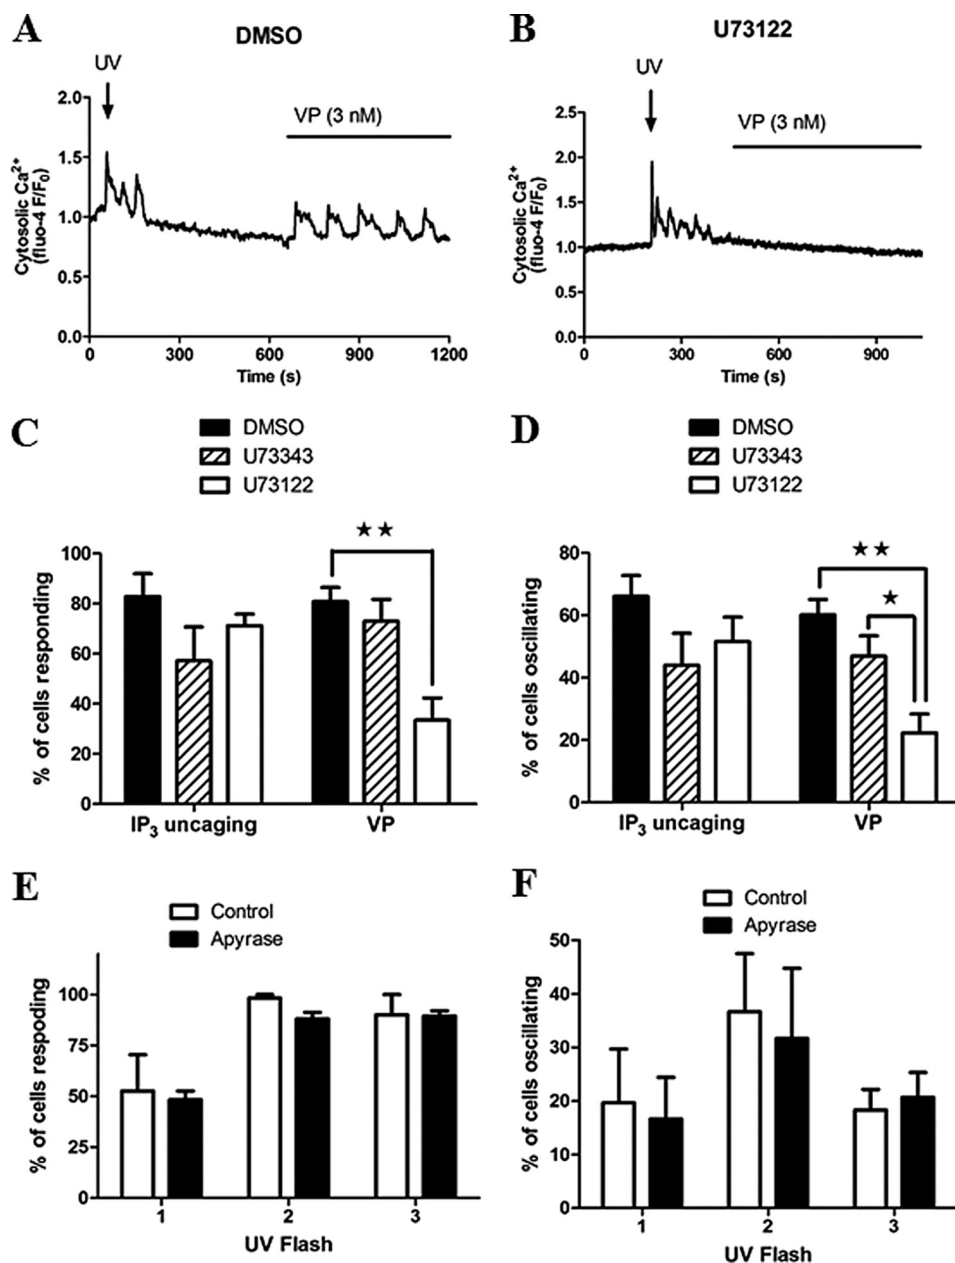 A
DMSO
UV
VP (3 nM)
Cytosolic Ca2+
(fluo-4 F/F0)
2.0
1.5
1.0
0.5
0.0
0
300
600
900
1200
Time (s)
B
U73122
UV
VP (3 nM)
Cytosolic Ca2+
(fluo-4 F/F0)
2.5
2.0
1.5
1.0
0.5
0.0
0
300
600
900
Time (s)
C
DMSO
U73343
U73122
★★
% of cells responding
100
80
60
40
20
0
IP3 uncaging
VP
D
DMSO
U73343
U73122
★★
★
% of cells oscillating
80
60
40
20
0
IP3 uncaging
VP
E
Control
Apyrase
% of cells respoding
100
75
50
25
0
1
2
3
UV Flash
F
Control
Apyrase
% of cells oscillating
50
40
30
20
10
0
1
2
3
UV Flash